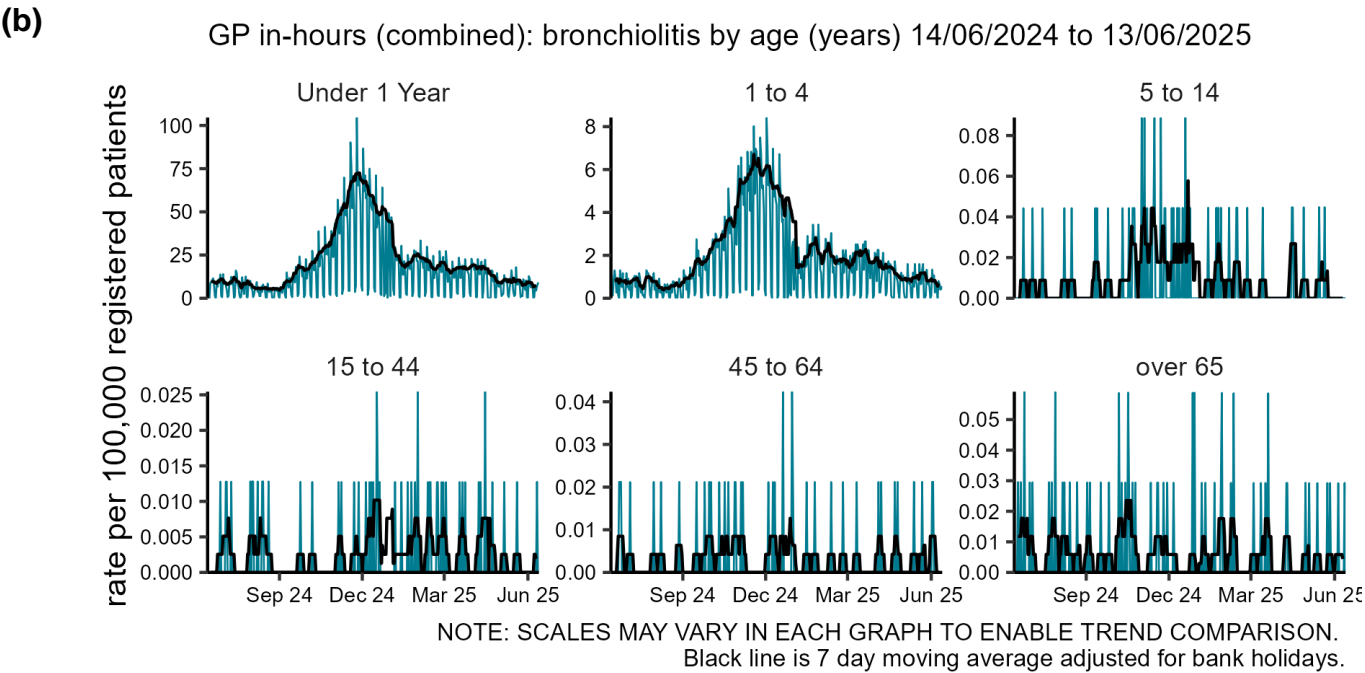 (b)
GP in-hours (combined): bronchiolitis by age (years) 14/06/2024 to 13/06/2025
rate per 100,000 registered patients
Under 1 Year
100
75
50
25
0
1 to 4
8
6
4
2
0
5 to 14
0.08
0.06
0.04
0.02
0.00
15 to 44
0.025
0.020
0.015
0.010
0.005
0.000
Sep 24 Dec 24 Mar 25 Jun 25
45 to 64
0.04
0.03
0.02
0.01
0.00
Sep 24 Dec 24 Mar 25 Jun 25
over 65
0.05
0.04
0.03
0.02
0.01
0.00
Sep 24 Dec 24 Mar 25 Jun 25
NOTE: SCALES MAY VARY IN EACH GRAPH TO ENABLE TREND COMPARISON.
Black line is 7 day moving average adjusted for bank holidays.